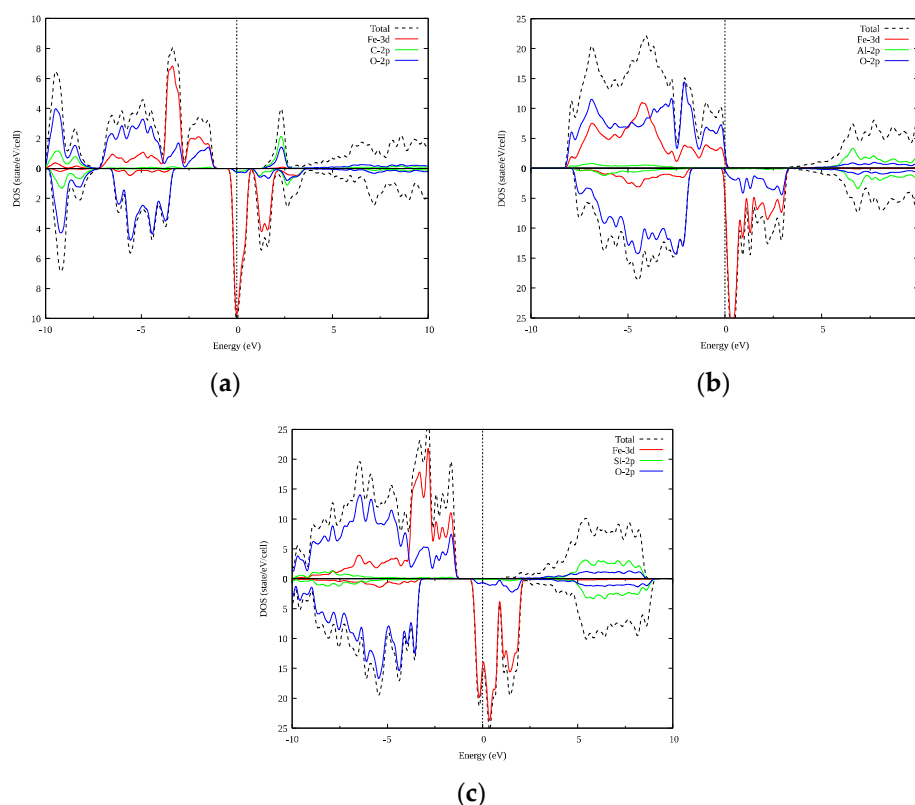 DOS (state/eV/cell)
10
8
6
4
2
0
2
4
6
8
10
-10 -5 0 5 10
Energy (eV)
Total
Fe-3d
C-2p
O-2p
(a)
DOS (state/eV/cell)
25
20
15
10
5
0
5
10
15
20
25
-10 -5 0 5
Energy (eV)
Total
Fe-3d
Al-2p
O-2p
(b)
DOS (state/eV/cell)
25
20
15
10
5
0
5
10
15
20
25
-10 -5 0 5 10
Energy (eV)
Total
Fe-3d
Si-2p
O-2p
(c)